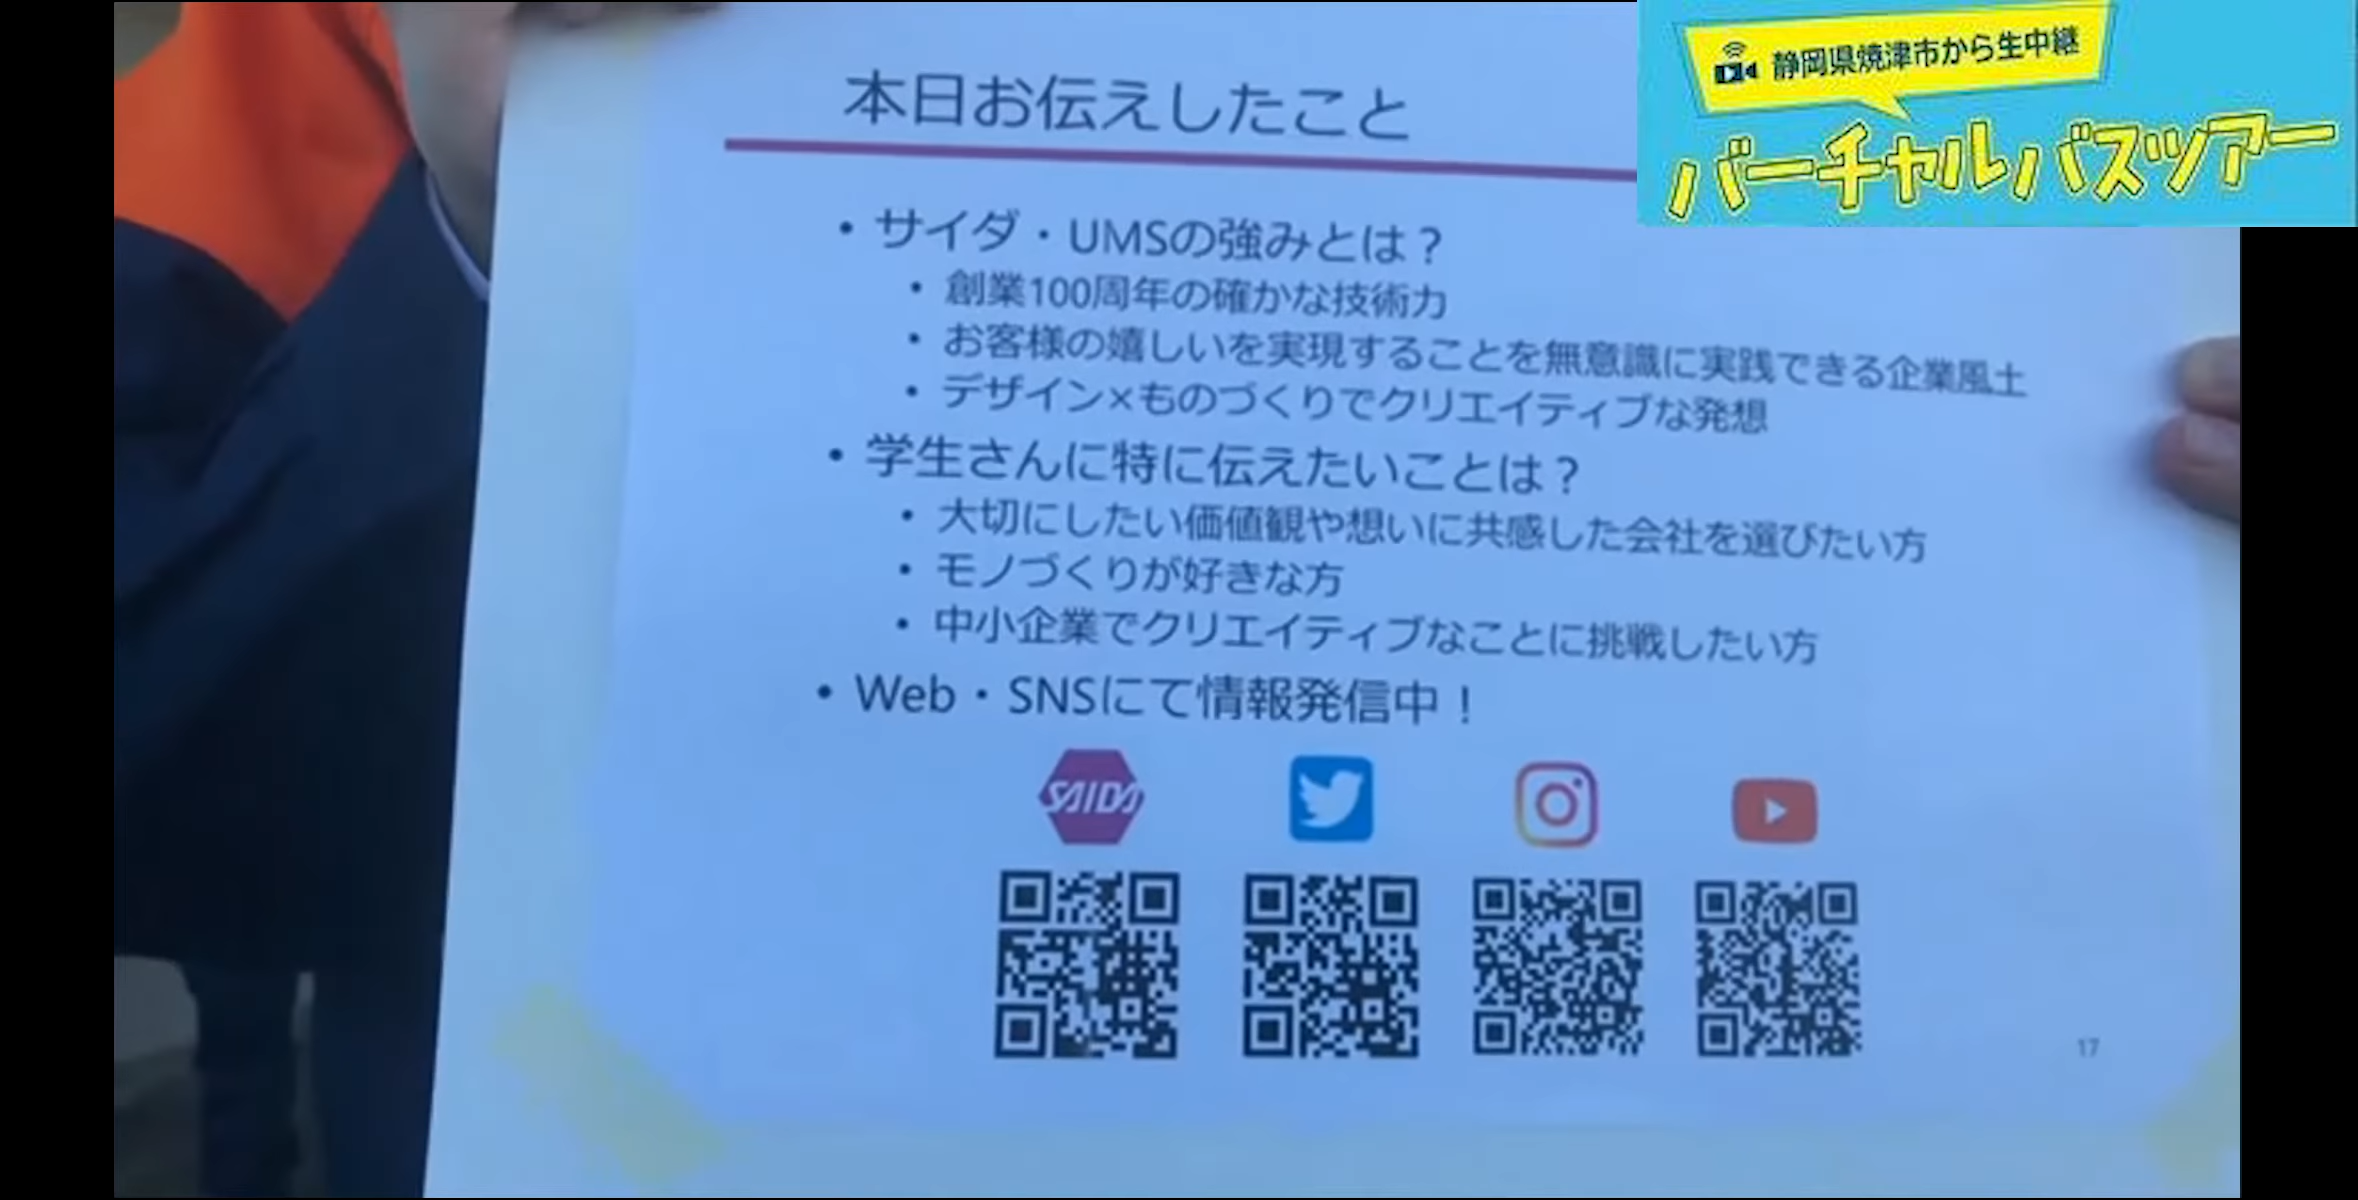 静岡県焼津市から生中継
バーチャルバスツアー
本日お伝えしたこと
・サイダ・UMSの強みとは？
・創業100周年の確かな技術力
・お客様の嬉しいを実現することを無意識に実践できる企業風土
・デザイン×ものづくりでクリエイティブな発想
・学生さんに特に伝えたいことは？
・大切にしたい価値観や想いに共感した会社を選びたい方
・モノづくりが好きな方
・中小企業でクリエイティブなことに挑戦したい方
・Web・SNSにて情報発信中！
SAIDA
17